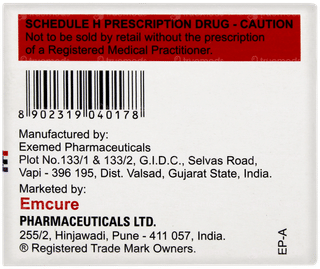 SCHEDULE H PRESCRIPTION DRUG - CAUTION
Not to be sold by retail without the prescription
of a Registered Medical Practitioner.
8 902319 040178
Manufactured by:
Exemed Pharmaceuticals
Plot No.133/1 & 133/2, G.I.D.C., Selvas Road,
Vapi - 396 195, Dist. Valsad, Gujarat State, India.
Marketed by:
Emcure
PHARMACEUTICALS LTD.
255/2, Hinjawadi, Pune - 411 057, India.
® Registered Trade Mark Owners.
EP-A